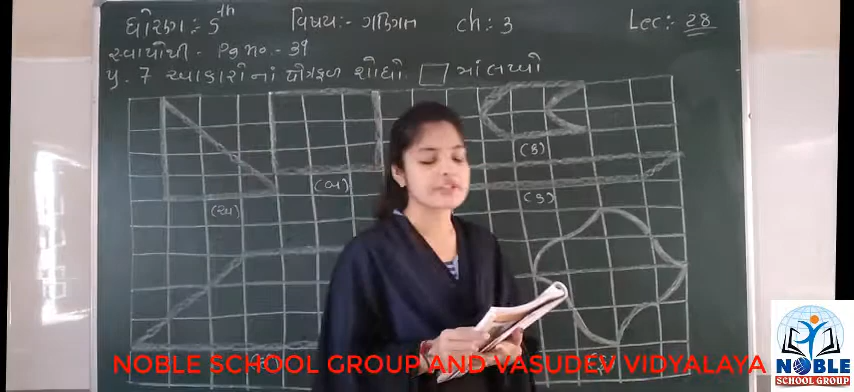 ધોરણ :- 5th વિષય :- ગણિત ch : 3 Lec :- 28
સ્વાપોથી - Pg no. - 39
પ્ર. 7 આકારોનાં ક્ષેત્રફળ શોધો □ માં લખો
(અ)
(બ)
(ક)
(ડ)
NOBLE SCHOOL GROUP AND VASUDEV VIDYALAYA
NOBLE
SCHOOL GROUP